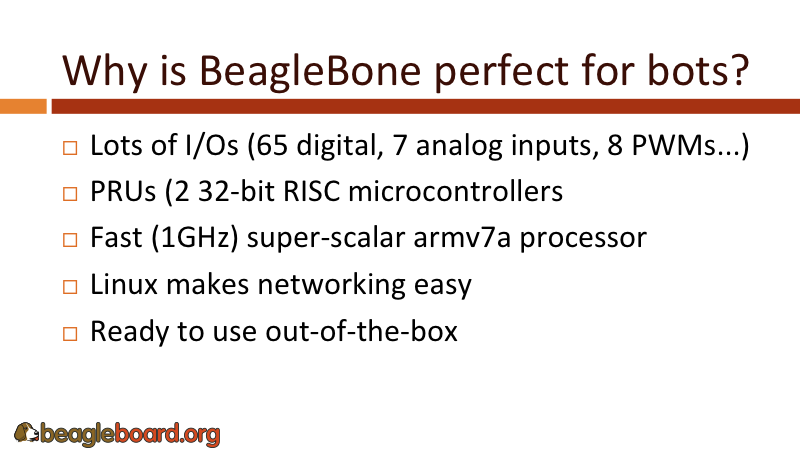 Why is BeagleBone perfect for bots?
Lots of I/Os (65 digital, 7 analog inputs, 8 PWMs...)
PRUs (2 32-bit RISC microcontrollers
Fast (1GHz) super-scalar armv7a processor
Linux makes networking easy
Ready to use out-of-the-box
beagleboard.org